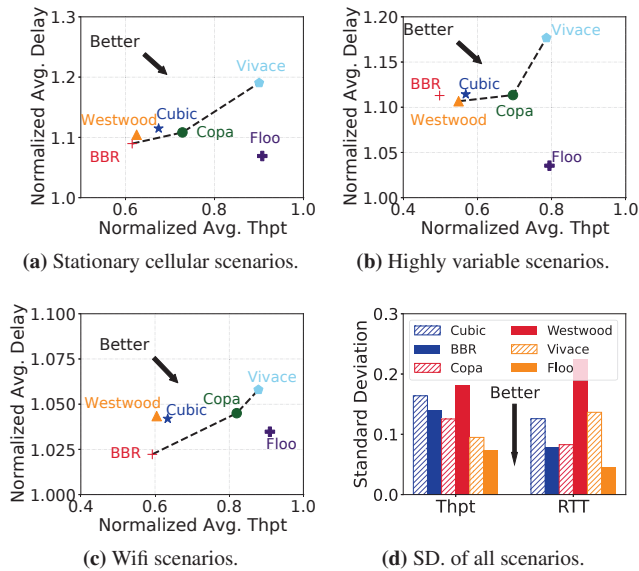 1.3
1.2
1.1
1.0
Normalized Avg. Delay
Better
Vivace
Westwood
Cubic
Copa
BBR
Floo
0.6
0.8
1.0
Normalized Avg. Thpt
(a) Stationary cellular scenarios.
1.20
1.15
1.10
1.05
1.00
Normalized Avg. Delay
Better
Vivace
BBR
Cubic
Westwood
Copa
Floo
0.4
0.6
0.8
1.0
Normalized Avg. Thpt
(b) Highly variable scenarios.
1.100
1.075
1.050
1.025
1.000
Normalized Avg. Delay
Better
Vivace
Copa
Westwood
Cubic
Floo
BBR
0.4
0.6
0.8
1.0
Normalized Avg. Thpt
(c) Wifi scenarios.
0.3
0.2
0.1
0.0
Standard Deviation
Cubic
BBR
Copa
Westwood
Vivace
Floo
Better
Thpt
RTT
(d) SD. of all scenarios.